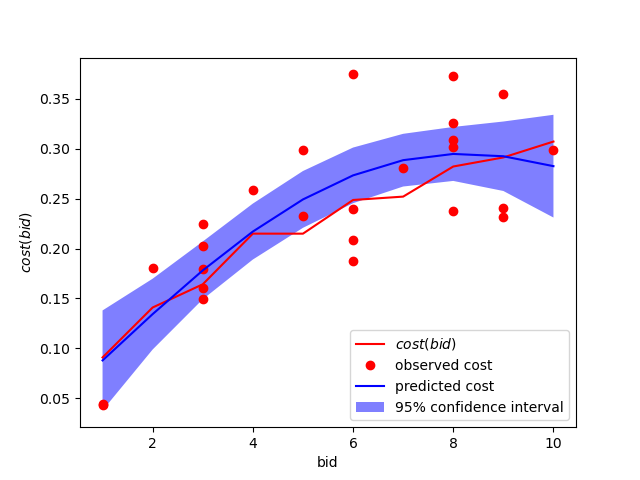 0.35
0.30
0.25
0.20
0.15
0.10
0.05
cost(bid)
2
4
6
8
10
bid
cost(bid)
observed cost
predicted cost
95% confidence interval